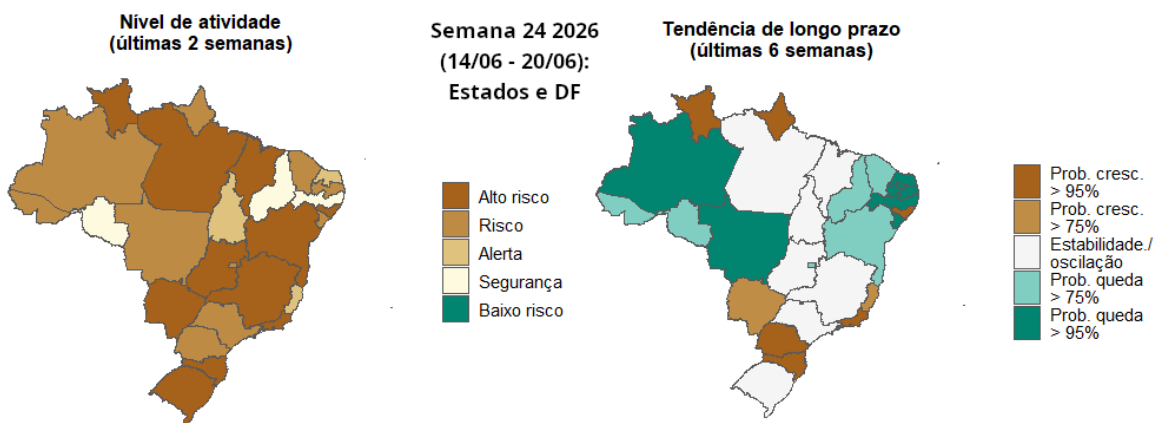 Nível de atividade
(últimas 2 semanas)
Semana 24 2026
(14/06 - 20/06):
Estados e DF
Tendência de longo prazo
(últimas 6 semanas)
Alto risco
Risco
Alerta
Segurança
Baixo risco
Prob. cresc.
> 95%
Prob. cresc.
> 75%
Estabilidade./
oscilação
Prob. queda
> 75%
Prob. queda
> 95%